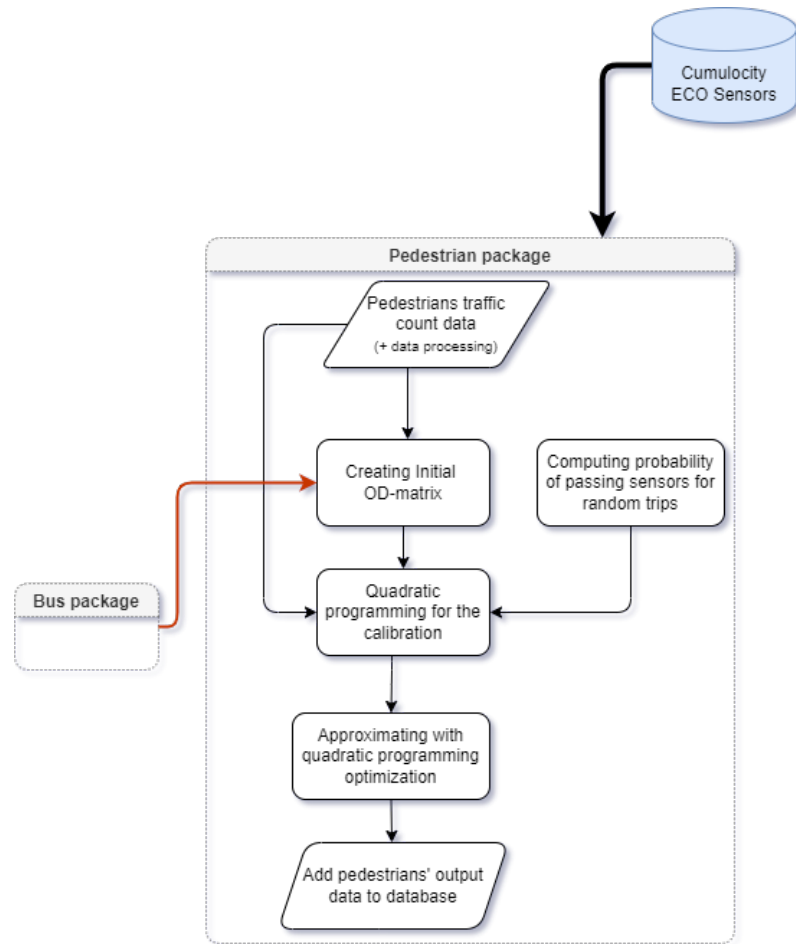 Cumulocity
ECO Sensors
Pedestrian package
Pedestrians traffic
count data
(+ data processing)
Creating Initial
OD-matrix
Computing probability
of passing sensors for
random trips
Bus package
Quadratic
programming for the
calibration
Approximating with
quadratic programming
optimization
Add pedestrians' output
data to database